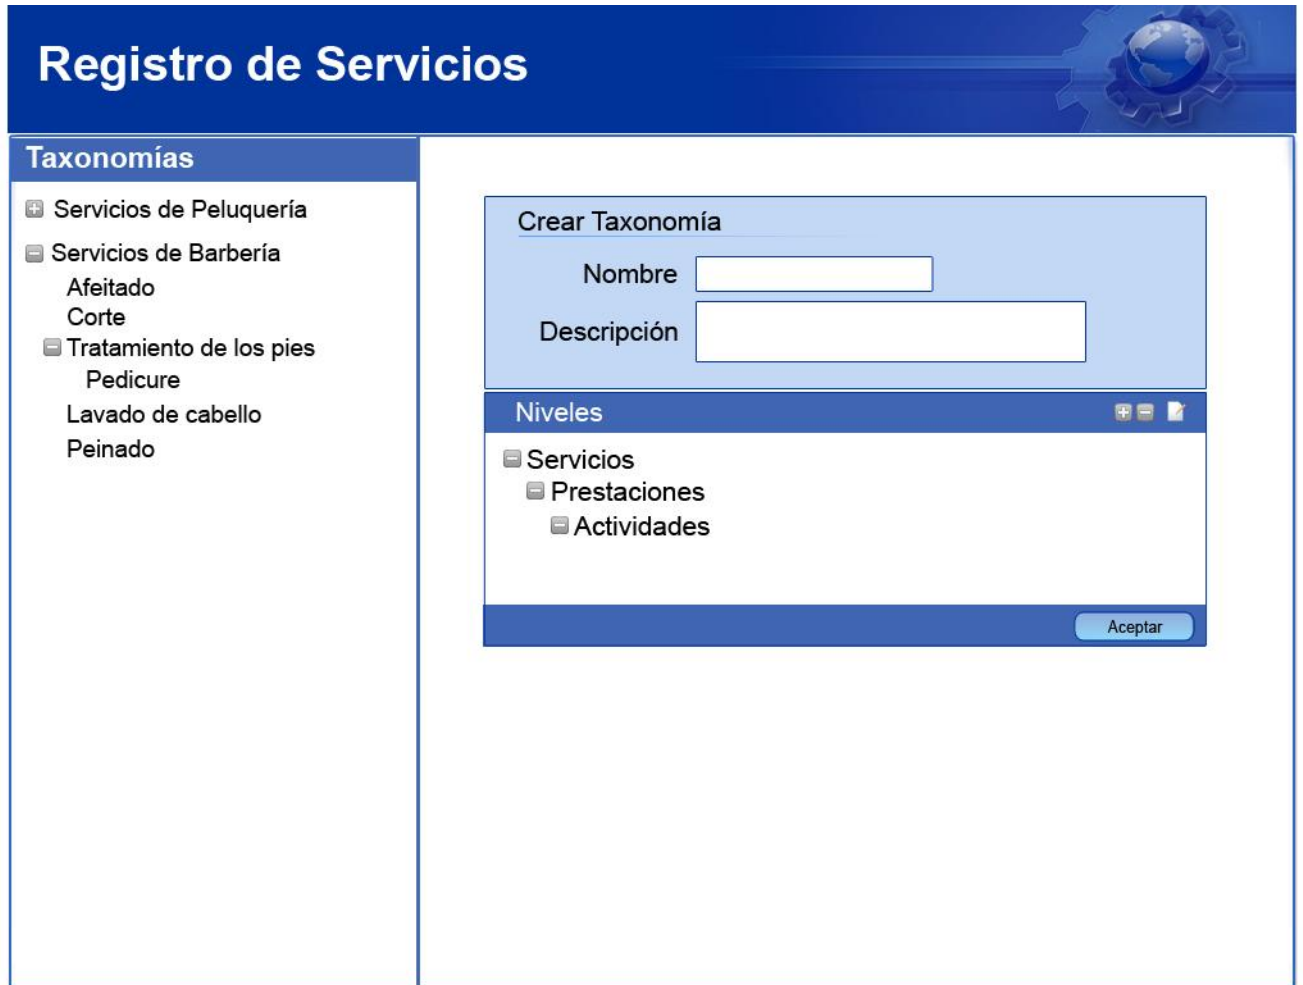 Registro de Servicios
Taxonomías
Servicios de Peluquería
Servicios de Barbería
Afeitado
Corte
Tratamiento de los pies
Pedicure
Lavado de cabello
Peinado
Crear Taxonomía
Nombre
Descripción
Niveles
Servicios
Prestaciones
Actividades
Aceptar